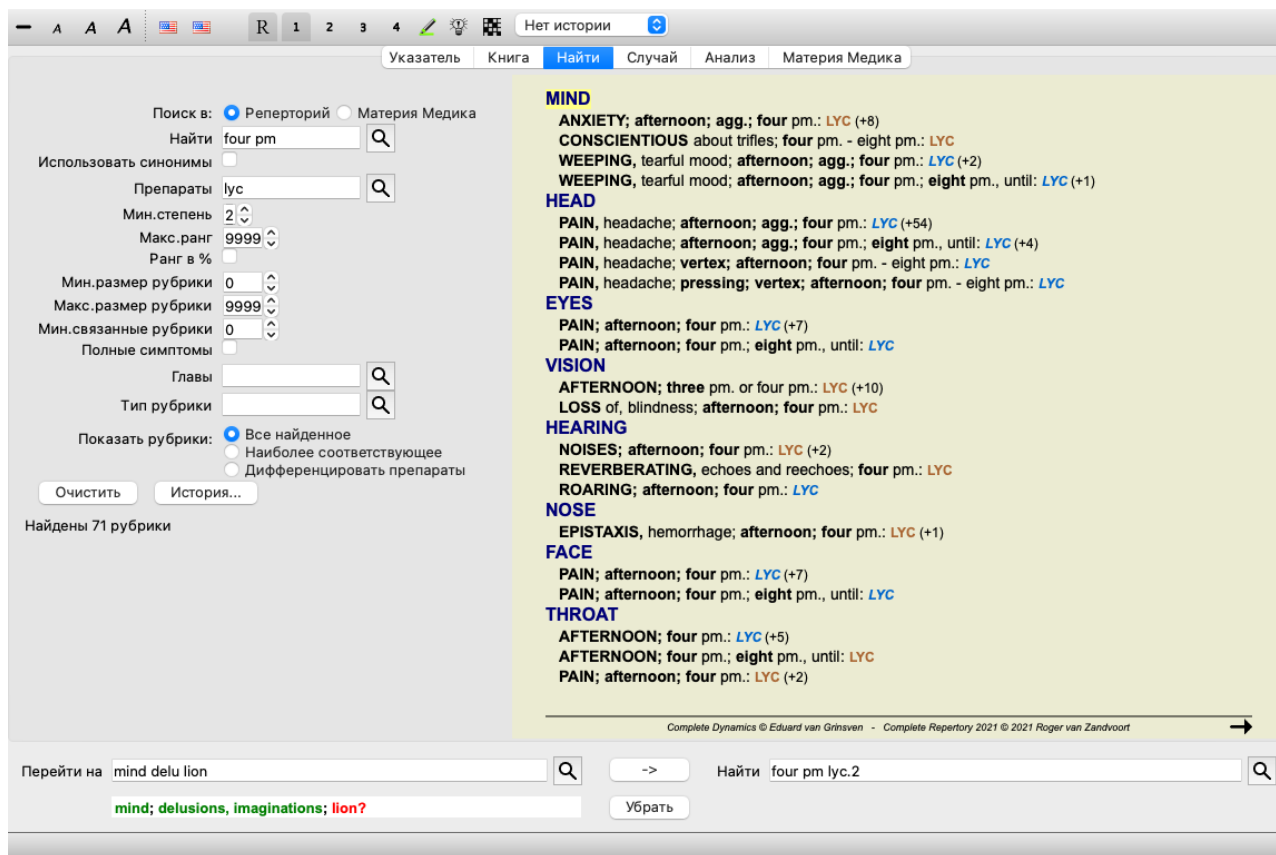 A A A R 1 2 3 4 Нет истории
Указатель Книга Найти Случай Анализ Материя Медика
Поиск в: Реперторий Материя Медика
Найти four pm
Использовать синонимы
Препараты lyc
Мин.степень 2
Макс.ранг 9999
Ранг в %
Мин.размер рубрики 0
Макс.размер рубрики 9999
Мин.связанные рубрики 0
Полные симптомы
Главы
Тип рубрики
Показать рубрики: Все найденное
Наиболее соответствующее
Дифференцировать препараты
Очистить История...
Найдены 71 рубрики
MIND
ANXIETY; afternoon; agg.; four pm.: LYC (+8)
CONSCIENTIOUS about trifles; four pm. - eight pm.: LYC
WEEPING, tearful mood; afternoon; agg.; four pm.: LYC (+2)
WEEPING, tearful mood; afternoon; agg.; four pm.; eight pm., until: LYC (+1)
HEAD
PAIN, headache; afternoon; agg.; four pm.: LYC (+54)
PAIN, headache; afternoon; agg.; four pm.; eight pm., until: LYC (+4)
PAIN, headache; vertex; afternoon; four pm. - eight pm.: LYC
PAIN, headache; pressing; vertex; afternoon; four pm. - eight pm.: LYC
EYES
PAIN; afternoon; four pm.: LYC (+7)
PAIN; afternoon; four pm.; eight pm., until: LYC
VISION
AFTERNOON; three pm. or four pm.: LYC (+10)
LOSS of, blindness; afternoon; four pm.: LYC
HEARING
NOISES; afternoon; four pm.: LYC (+2)
REVERBERATING, echoes and reechoes; four pm.: LYC
ROARING; afternoon; four pm.: LYC
NOSE
EPISTAXIS, hemorrhage; afternoon; four pm.: LYC (+1)
FACE
PAIN; afternoon; four pm.: LYC (+7)
PAIN; afternoon; four pm.; eight pm., until: LYC
THROAT
AFTERNOON; four pm.: LYC (+5)
AFTERNOON; four pm.; eight pm., until: LYC
PAIN; afternoon; four pm.: LYC (+2)
Complete Dynamics © Eduard van Grinsven - Complete Repertory 2021 © 2021 Roger van Zandvoort
Перейти на mind delu lion -> Найти four pm lyc.2
mind; delusions, imaginations; lion? Убрать